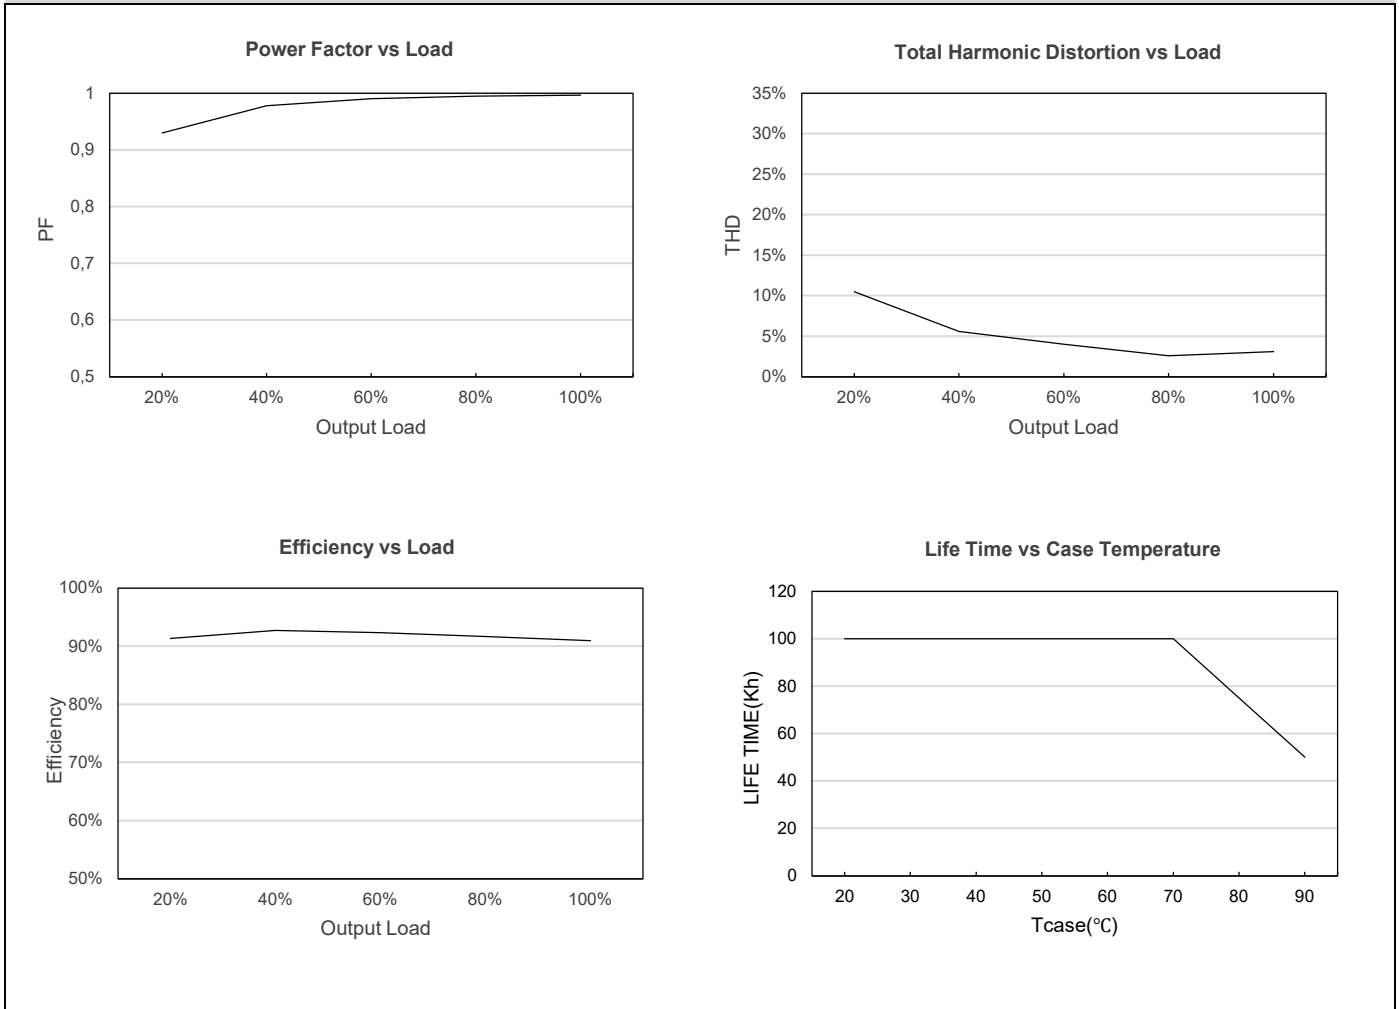 Power Factor vs Load
1
0,9
0,8
0,7
0,6
0,5
PF
20% 40% 60% 80% 100%
Output Load
Total Harmonic Distortion vs Load
35%
30%
25%
20%
15%
10%
5%
0%
THD
20% 40% 60% 80% 100%
Output Load
Efficiency vs Load
100%
90%
80%
70%
60%
50%
Efficiency
20% 40% 60% 80% 100%
Output Load
Life Time vs Case Temperature
120
100
80
60
40
20
0
LIFE TIME(Kh)
20 30 40 50 60 70 80 90
Tcase(℃)